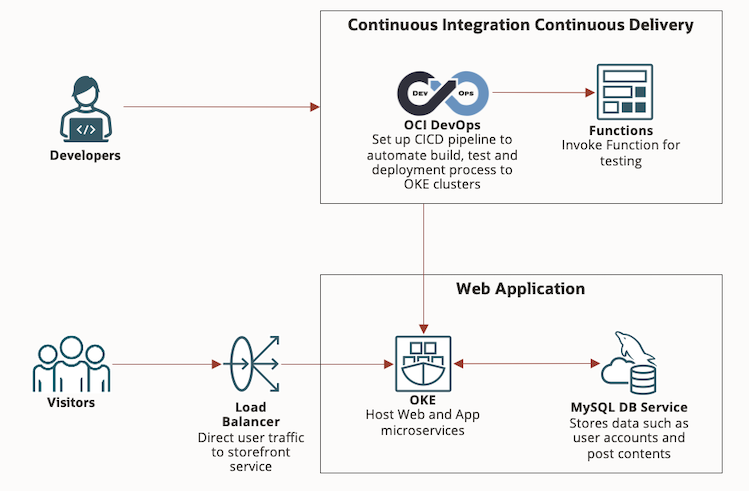 Continuous Integration Continuous Delivery
DEV OPS
OCI DevOps
Set up CICD pipeline to
automate build, test and
deployment process to
OKE clusters
Functions
Invoke Function for
testing
</>
Developers
Web Application
Visitors
Load
Balancer
Direct user traffic
to storefront
service
OKE
Host Web and App
microservices
MySQL DB Service
Stores data such as
user accounts and
post contents